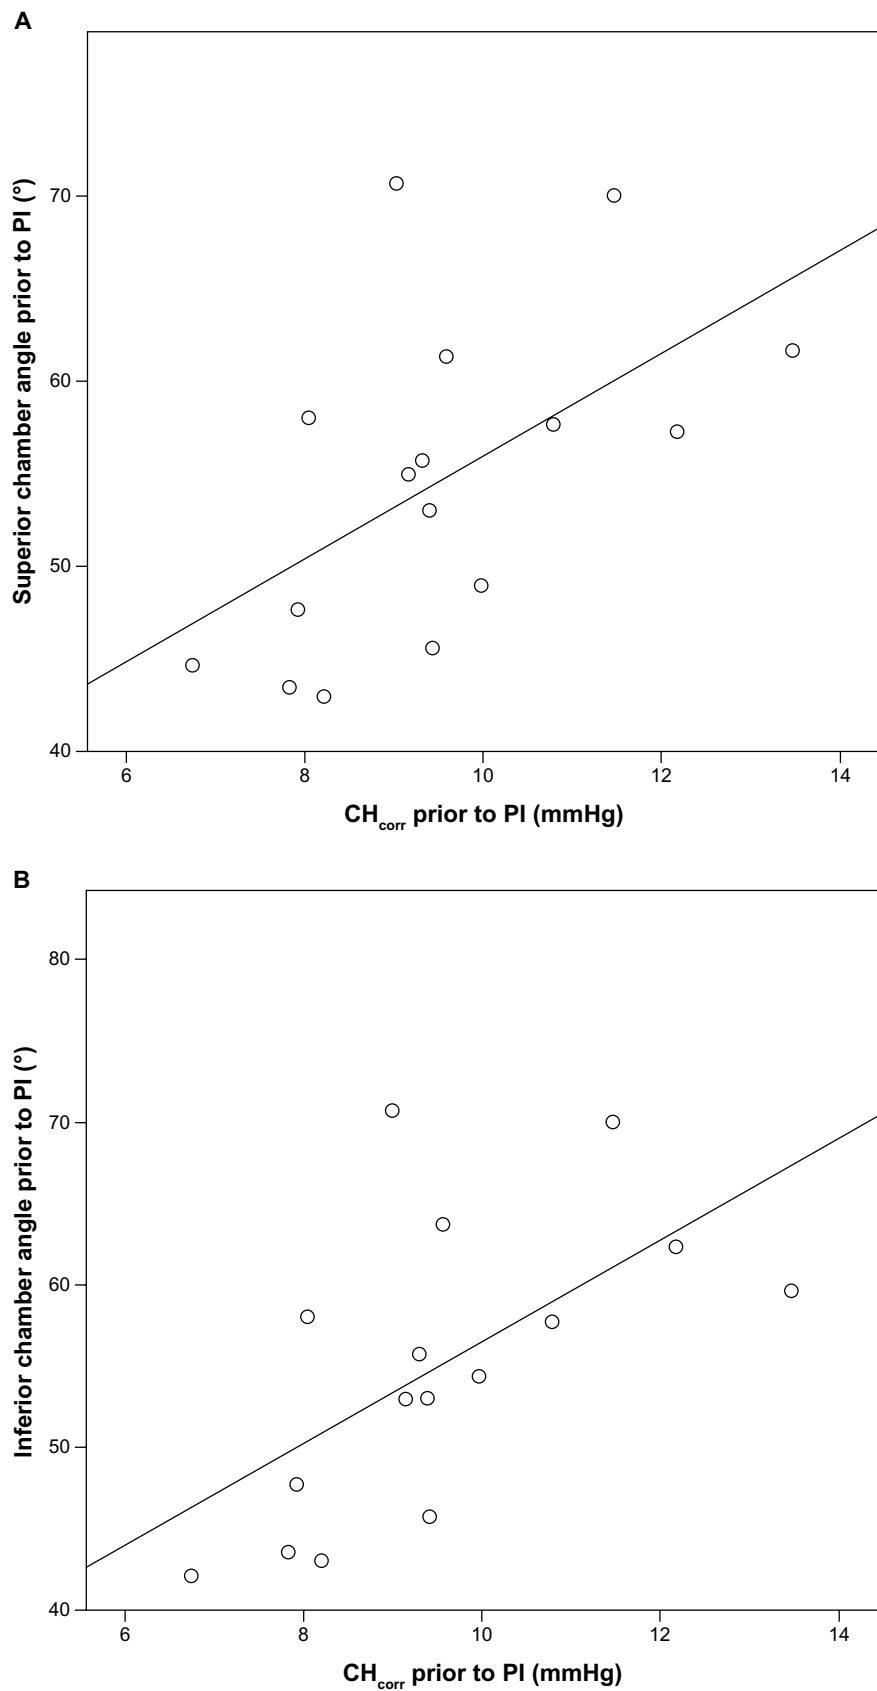 A
Superior chamber angle prior to PI (°)
70
60
50
40
6 8 10 12 14
CHcorr prior to PI (mmHg)
B
Inferior chamber angle prior to PI (°)
80
70
60
50
40
6 8 10 12 14
CHcorr prior to PI (mmHg)